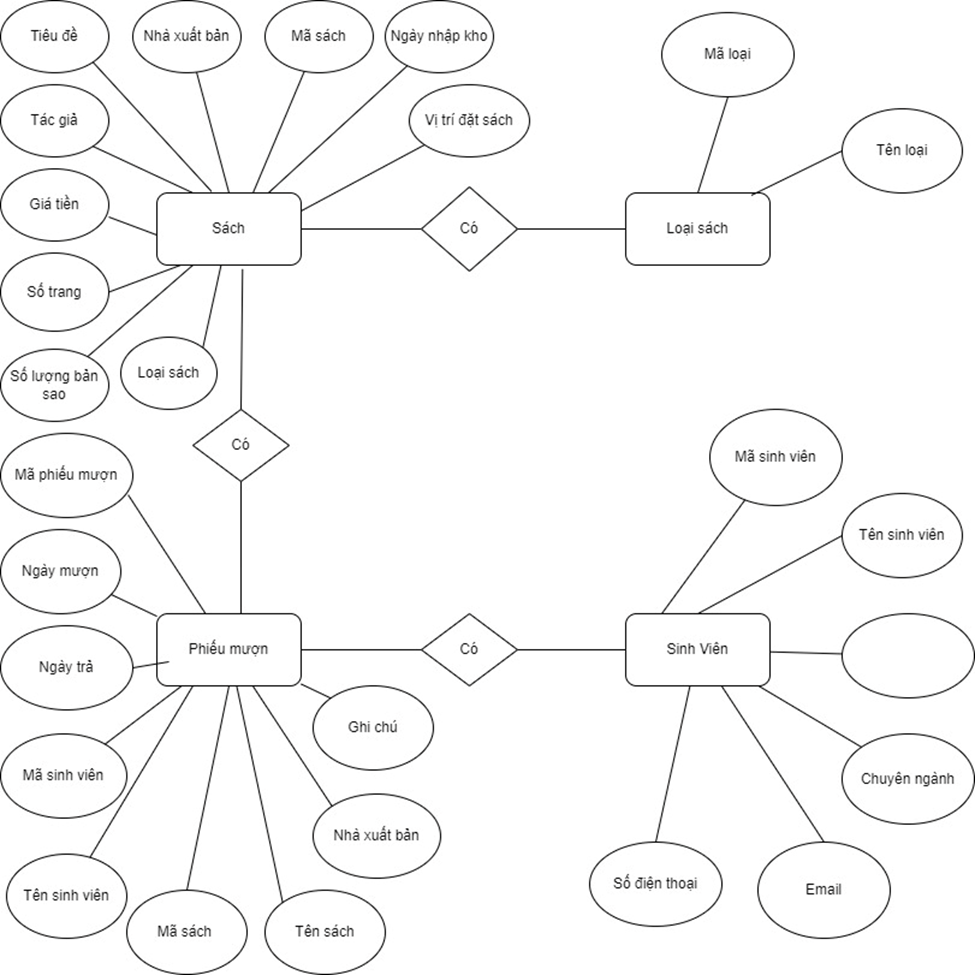 Tiêu đề
Nhà xuất bản
Mã sách
Ngày nhập kho
Mã loại
Tác giả
Vị trí đặt sách
Tên loại
Giá tiền
Sách
Có
Loại sách
Số trang
Số lượng bản
sao
Loại sách
Có
Mã phiếu mượn
Mã sinh viên
Tên sinh viên
Ngày mượn
Ngày trả
Phiếu mượn
Có
Sinh Viên
Ghi chú
Mã sinh viên
Chuyên ngành
Nhà xuất bản
Tên sinh viên
Mã sách
Tên sách
Số điện thoại
Email